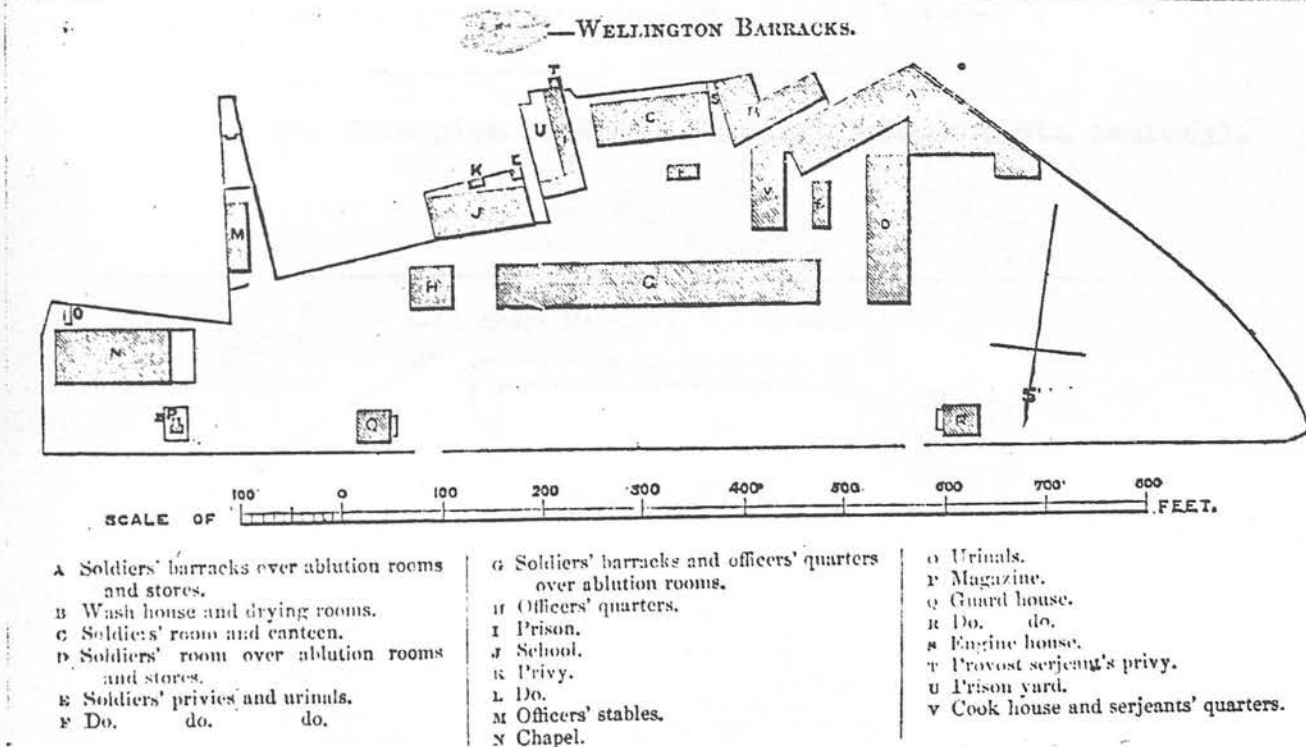 —WELLINGTON BARRACKS.
T
A
C
S
B
U
K
E
J
F
V
E
D
M
H
G
O
N
P
Q
R
S
100 0 100 200 300 400 500 600 700 800
SCALE OF FEET.
A Soldiers' barracks over ablution rooms
and stores.
B Wash house and drying rooms.
C Soldiers' room and canteen.
D Soldiers' room over ablution rooms
and stores.
E Soldiers' privies and urinals.
F Do. do. do.
G Soldiers' barracks and officers' quarters
over ablution rooms.
H Officers' quarters.
I Prison.
J School.
K Privy.
L Do.
M Officers' stables.
N Chapel.
O Urinals.
P Magazine.
Q Guard house.
R Do. do.
S Engine house.
T Provost serjeant's privy.
U Prison yard.
V Cook house and serjeants' quarters.